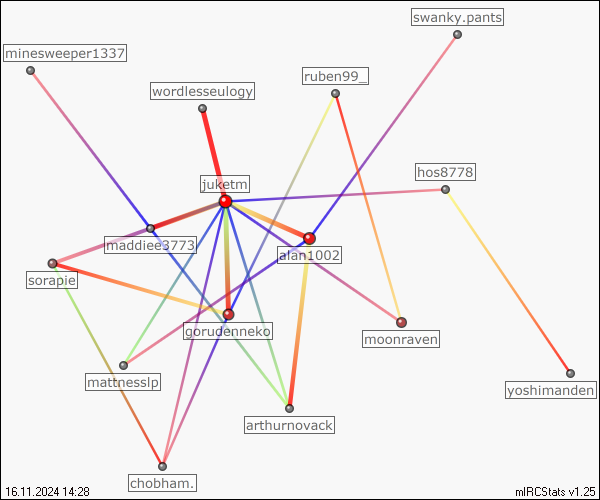 swanky.pants
minesweeper1337
ruben99_
wordlesseulogy
hos8778
juketm
maddiee3773
alan1002
sorapie
gorudenneko
moonraven
mattnesslp
yoshimanden
arthurnovack
chobham.
16.11.2024 14:28
mIRCStats v1.25